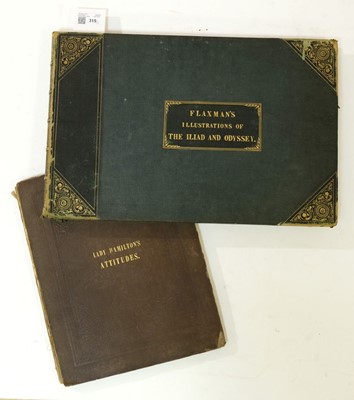 FLAXMAN'S
ILLUSTRATIONS OF
THE ILIAD AND ODYSSEY.
LADY HAMILTON'S
ATTITUDES.